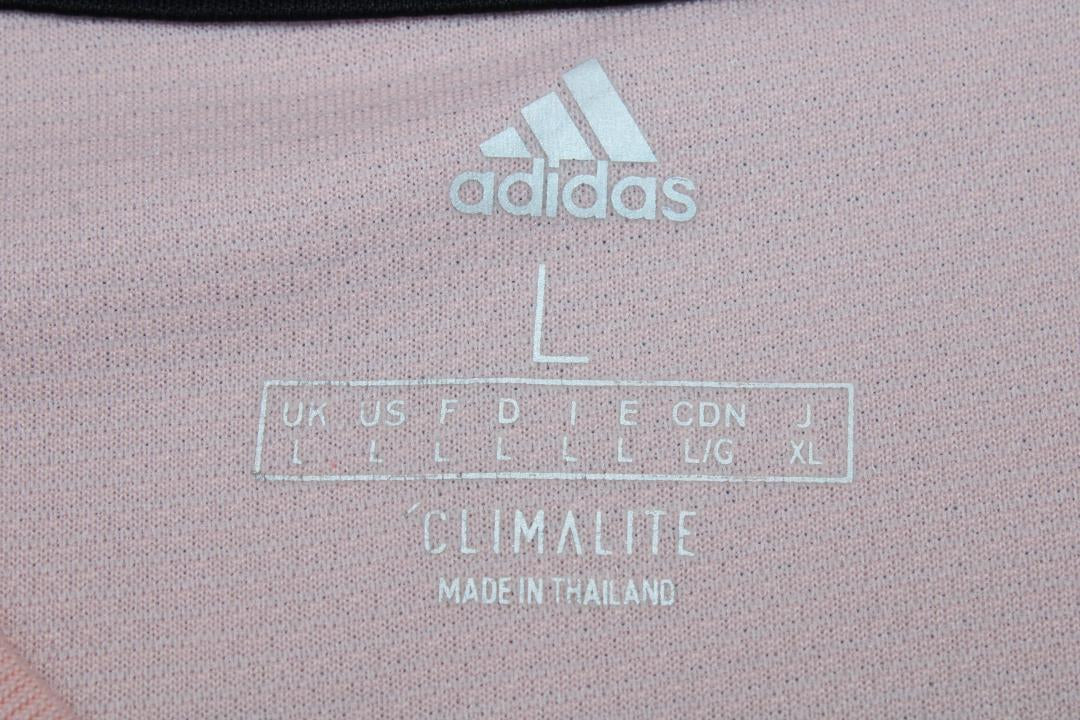 adidas
L
UK US F D I E CDN J
L L L L L L L/G XL
CLIMALITE
MADE IN THAILAND